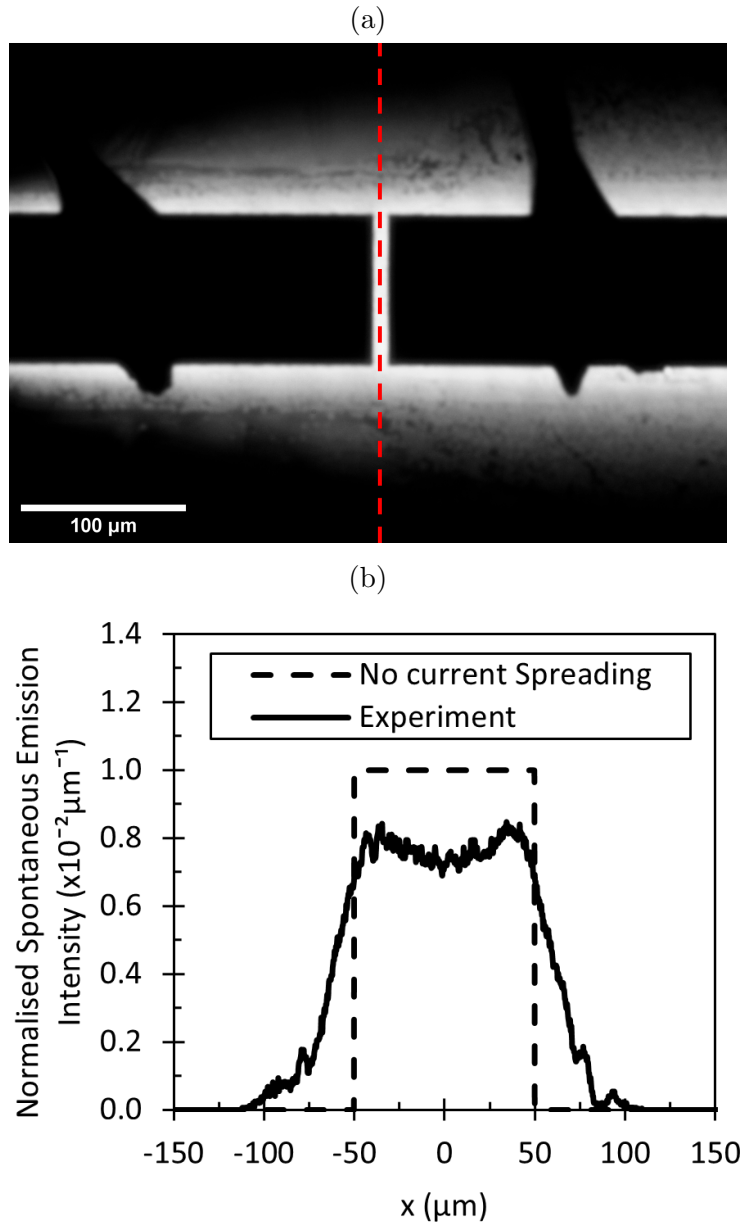 (a)
100 µm
(b)
Normalised Spontaneous Emission
Intensity (x10⁻²µm⁻¹)
1.4
1.2
1.0
0.8
0.6
0.4
0.2
0.0
No current Spreading
Experiment
-150 -100 -50 0 50 100 150
x (µm)